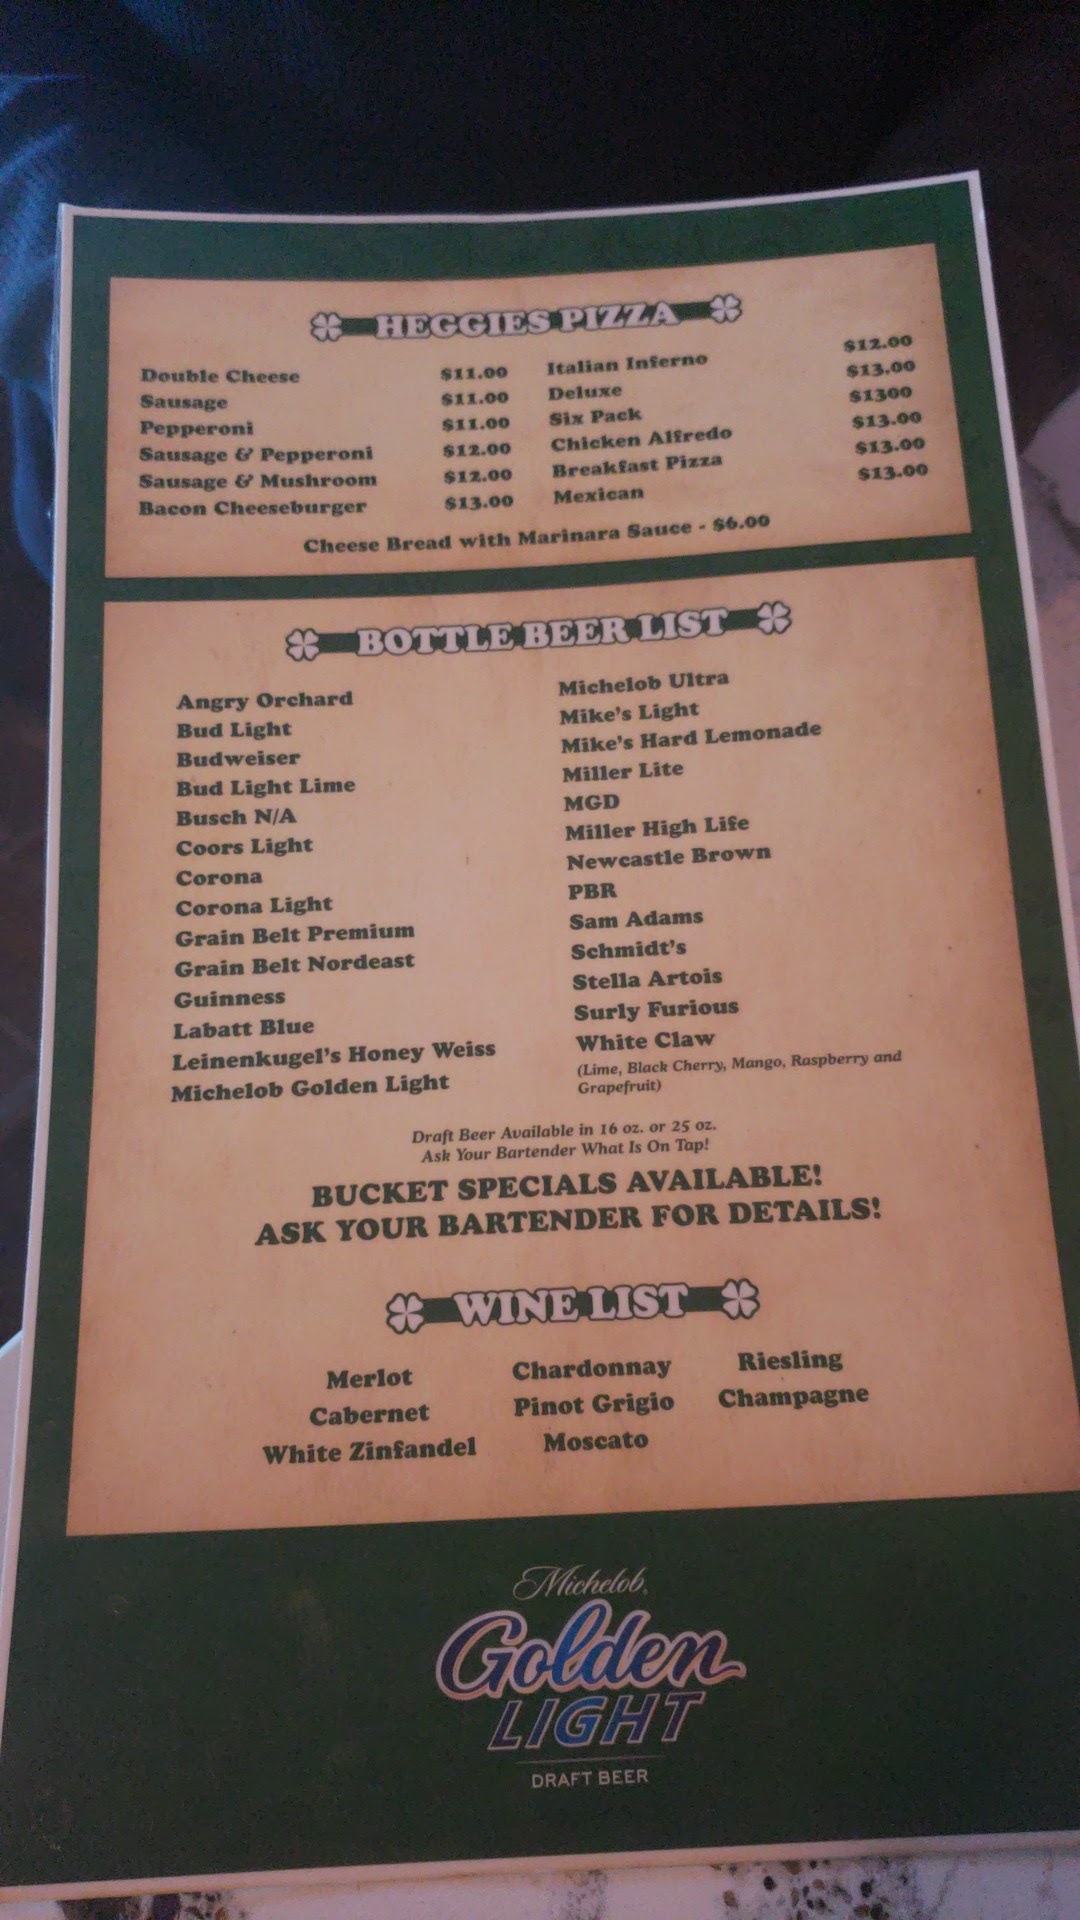 HEGGIES PIZZA
Double Cheese $11.00
Sausage $11.00
Pepperoni $11.00
Sausage & Pepperoni $12.00
Sausage & Mushroom $12.00
Bacon Cheeseburger $13.00
Italian Inferno $12.00
Deluxe $13.00
Six Pack $1300
Chicken Alfredo $13.00
Breakfast Pizza $13.00
Mexican $13.00
Cheese Bread with Marinara Sauce - $6.00
BOTTLE BEER LIST
Angry Orchard
Bud Light
Budweiser
Bud Light Lime
Busch N/A
Coors Light
Corona
Corona Light
Grain Belt Premium
Grain Belt Nordeast
Guinness
Labatt Blue
Leinenkugel's Honey Weiss
Michelob Golden Light
Michelob Ultra
Mike's Light
Mike's Hard Lemonade
Miller Lite
MGD
Miller High Life
Newcastle Brown
PBR
Sam Adams
Schmidt's
Stella Artois
Surly Furious
White Claw
(Lime, Black Cherry, Mango, Raspberry and
Grapefruit)
Draft Beer Available in 16 oz. or 25 oz.
Ask Your Bartender What Is On Tap!
BUCKET SPECIALS AVAILABLE!
ASK YOUR BARTENDER FOR DETAILS!
WINE LIST
Merlot
Cabernet
White Zinfandel
Chardonnay
Pinot Grigio
Moscato
Riesling
Champagne
Michelob.
Golden
LIGHT
DRAFT BEER